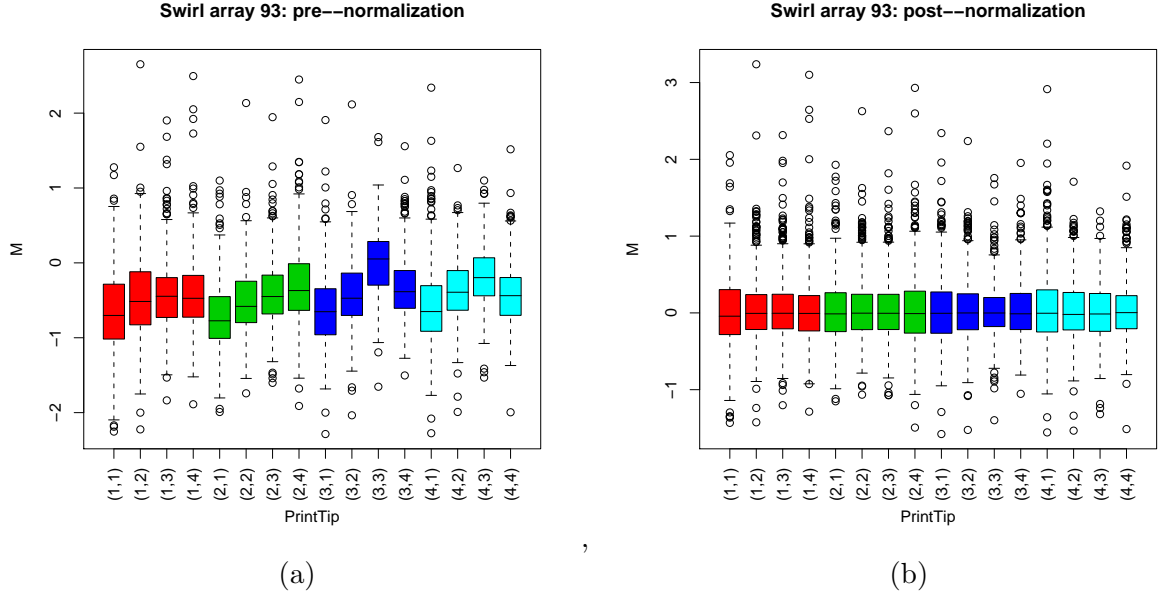 Swirl array 93: pre−−normalization
M
2
1
0
−1
−2
(1,1) (1,2) (1,3) (1,4) (2,1) (2,2) (2,3) (2,4) (3,1) (3,2) (3,3) (3,4) (4,1) (4,2) (4,3) (4,4)
PrintTip
(a)
,
Swirl array 93: post−−normalization
M
3
2
1
0
−1
(1,1) (1,2) (1,3) (1,4) (2,1) (2,2) (2,3) (2,4) (3,1) (3,2) (3,3) (3,4) (4,1) (4,2) (4,3) (4,4)
PrintTip
(b)